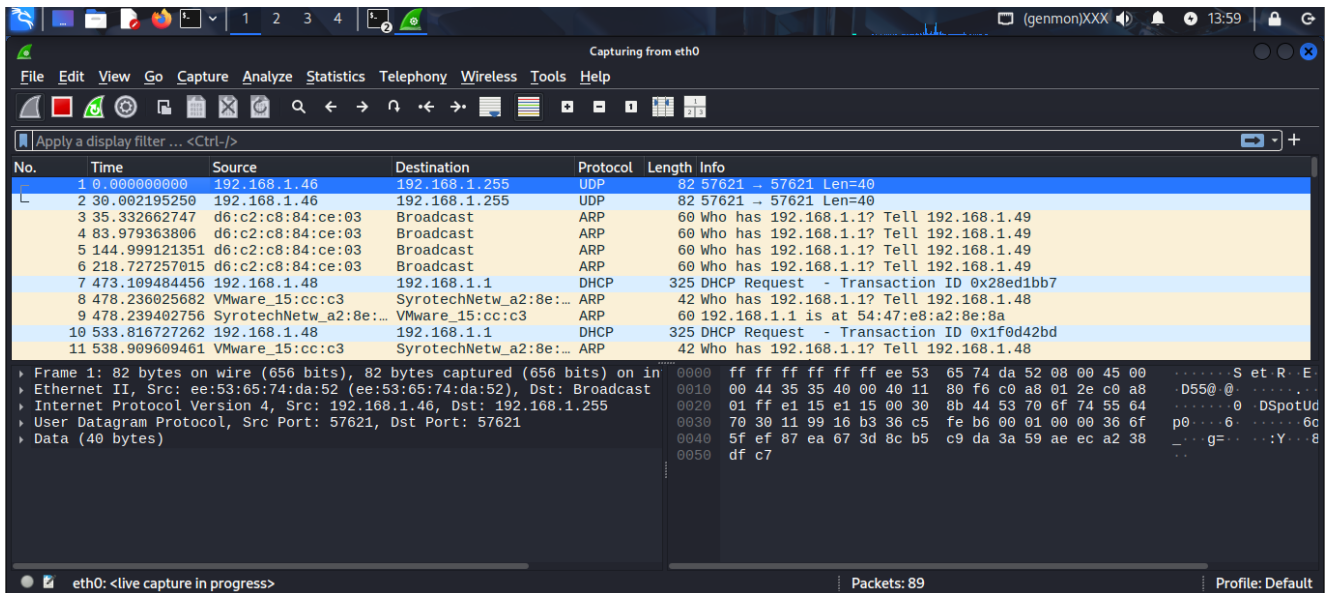 1 2 3 4 2 (genmon)XXX 13:59
Capturing from eth0
File Edit View Go Capture Analyze Statistics Telephony Wireless Tools Help
Apply a display filter ... <Ctrl-/>
No. Time Source Destination Protocol Length Info
1 0.000000000 192.168.1.46 192.168.1.255 UDP 82 57621 → 57621 Len=40
2 30.002195250 192.168.1.46 192.168.1.255 UDP 82 57621 → 57621 Len=40
3 35.332662747 d6:c2:c8:84:ce:03 Broadcast ARP 60 Who has 192.168.1.1? Tell 192.168.1.49
4 83.979363806 d6:c2:c8:84:ce:03 Broadcast ARP 60 Who has 192.168.1.1? Tell 192.168.1.49
5 144.999121351 d6:c2:c8:84:ce:03 Broadcast ARP 60 Who has 192.168.1.1? Tell 192.168.1.49
6 218.727257015 d6:c2:c8:84:ce:03 Broadcast ARP 60 Who has 192.168.1.1? Tell 192.168.1.49
7 473.109484456 192.168.1.48 192.168.1.1 DHCP 325 DHCP Request - Transaction ID 0x28ed1bb7
8 478.236025682 VMware_15:cc:c3 SyrotechNetw_a2:8e:… ARP 42 Who has 192.168.1.1? Tell 192.168.1.48
9 478.239402756 SyrotechNetw_a2:8e:… VMware_15:cc:c3 ARP 60 192.168.1.1 is at 54:47:e8:a2:8e:8a
10 533.816727262 192.168.1.48 192.168.1.1 DHCP 325 DHCP Request - Transaction ID 0x1f0d42bd
11 538.909609461 VMware_15:cc:c3 SyrotechNetw_a2:8e:… ARP 42 Who has 192.168.1.1? Tell 192.168.1.48
Frame 1: 82 bytes on wire (656 bits), 82 bytes captured (656 bits) on in
Ethernet II, Src: ee:53:65:74:da:52 (ee:53:65:74:da:52), Dst: Broadcast
Internet Protocol Version 4, Src: 192.168.1.46, Dst: 192.168.1.255
User Datagram Protocol, Src Port: 57621, Dst Port: 57621
Data (40 bytes)
0000 ff ff ff ff ff ff ee 53 65 74 da 52 08 00 45 00 ·······S et·R··E·
0010 00 44 35 35 40 00 40 11 80 f6 c0 a8 01 2e c0 a8 ·D55@·@· ·····.··
0020 01 ff e1 15 e1 15 00 30 8b 44 53 70 6f 74 55 64 ·······0 ·DSpotUd
0030 70 30 11 99 16 b3 36 c5 fe b6 00 01 00 00 36 6f p0····6· ······6o
0040 5f ef 87 ea 67 3d 8c b5 c9 da 3a 59 ae ec a2 38 _···g=·· ··:Y···8
0050 df c7 ··
eth0: <live capture in progress> Packets: 89 Profile: Default